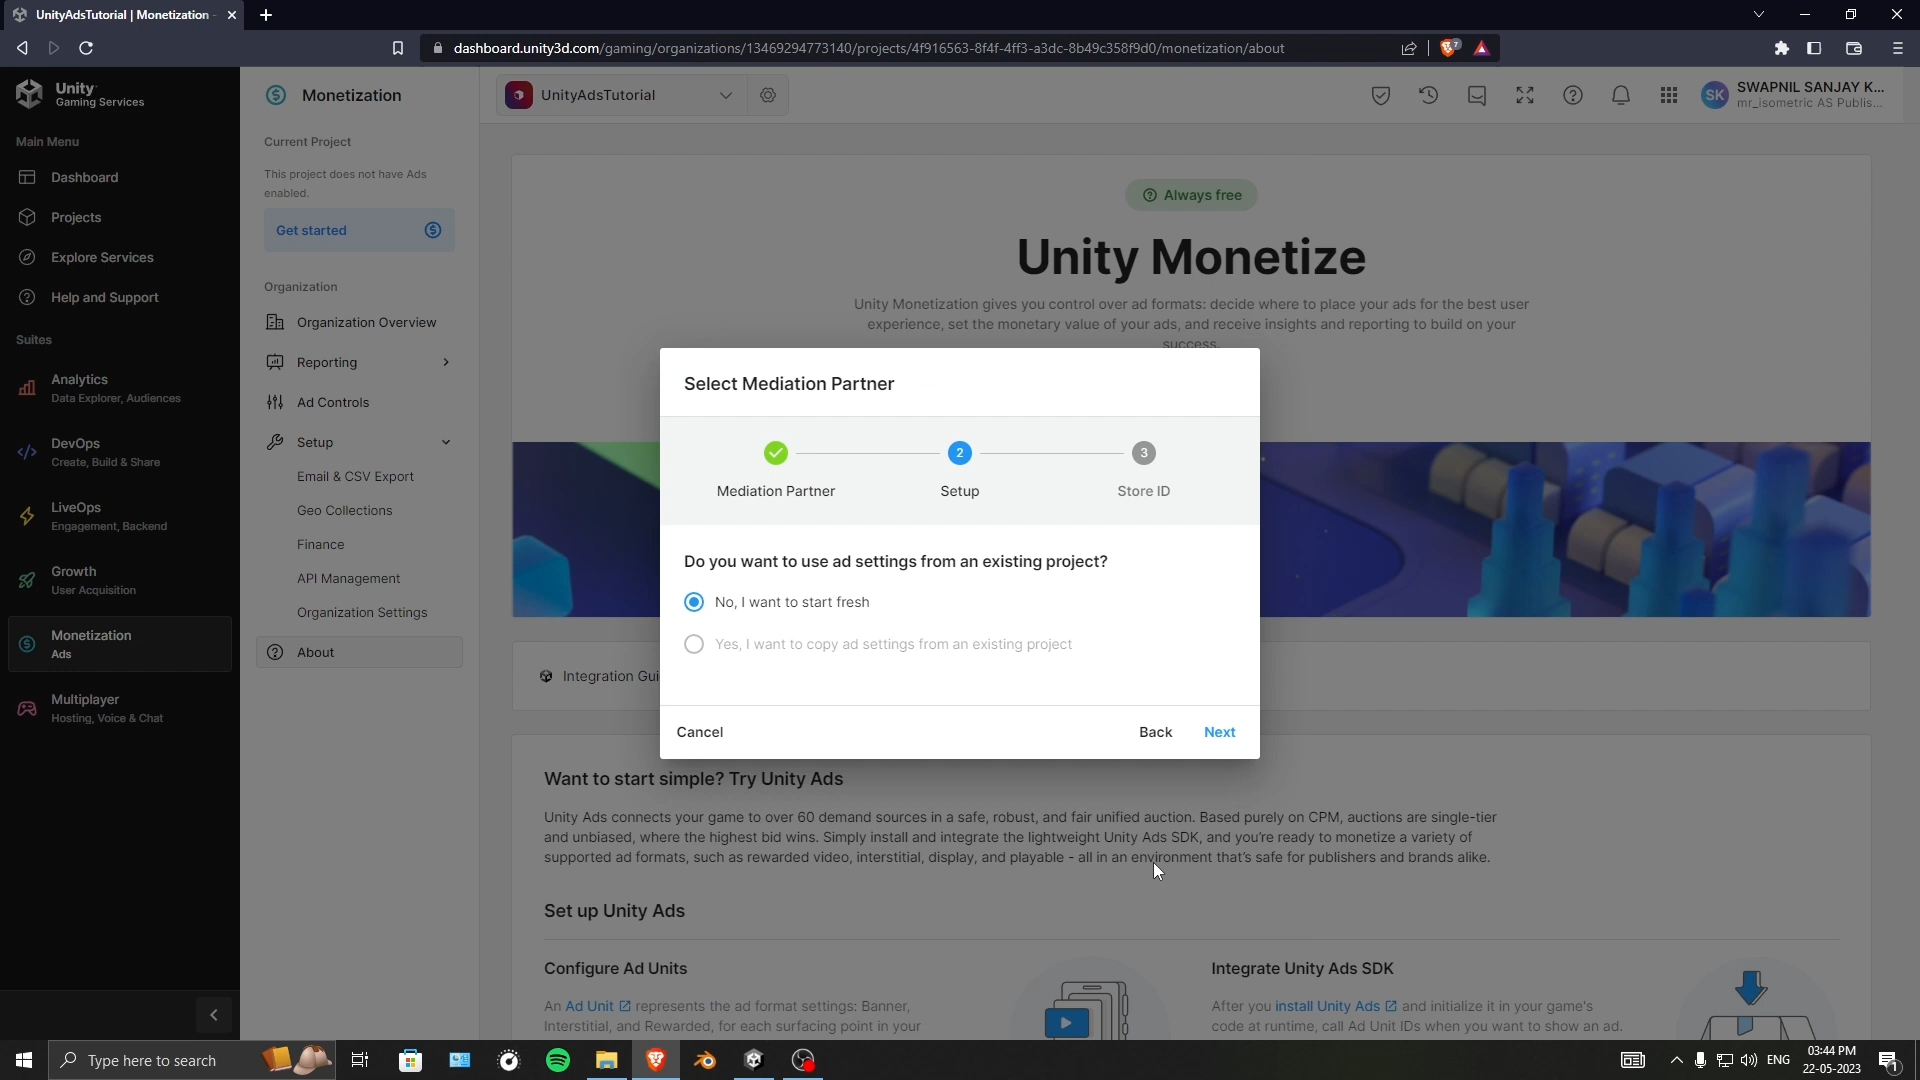 UnityAdsTutorial | Monetization -
dashboard.unity3d.com/gaming/organizations/13469294773140/projects/4f916563-8f4f-4ff3-a3dc-8b49c358f9d0/monetization/about
7
Unity
Gaming Services
Main Menu
Dashboard
Projects
Explore Services
Help and Support
Suites
Analytics
Data Explorer, Audiences
DevOps
Create, Build & Share
LiveOps
Engagement, Backend
Growth
User Acquisition
Monetization
Ads
Multiplayer
Hosting, Voice & Chat
Monetization
Current Project
This project does not have Ads
enabled.
Get started
Organization
Organization Overview
Reporting
Ad Controls
Setup
Email & CSV Export
Geo Collections
Finance
API Management
Organization Settings
About
UnityAdsTutorial
SK
SWAPNIL SANJAY K...
mr_isometric AS Publis...
Always free
Unity Monetize
Unity Monetization gives you control over ad formats: decide where to place your ads for the best user
experience, set the monetary value of your ads, and receive insights and reporting to build on your
success.
Select Mediation Partner
2
3
Mediation Partner
Setup
Store ID
Do you want to use ad settings from an existing project?
No, I want to start fresh
Yes, I want to copy ad settings from an existing project
Cancel
Back
Next
Integration Gui
Want to start simple? Try Unity Ads
Unity Ads connects your game to over 60 demand sources in a safe, robust, and fair unified auction. Based purely on CPM, auctions are single-tier
and unbiased, where the highest bid wins. Simply install and integrate the lightweight Unity Ads SDK, and you're ready to monetize a variety of
supported ad formats, such as rewarded video, interstitial, display, and playable - all in an environment that's safe for publishers and brands alike.
Set up Unity Ads
Configure Ad Units
An Ad Unit represents the ad format settings: Banner,
Interstitial, and Rewarded, for each surfacing point in your
Integrate Unity Ads SDK
After you install Unity Ads and initialize it in your game's
code at runtime, call Ad Unit IDs when you want to show an ad.
Type here to search
ENG
03:44 PM
22-05-2023
1